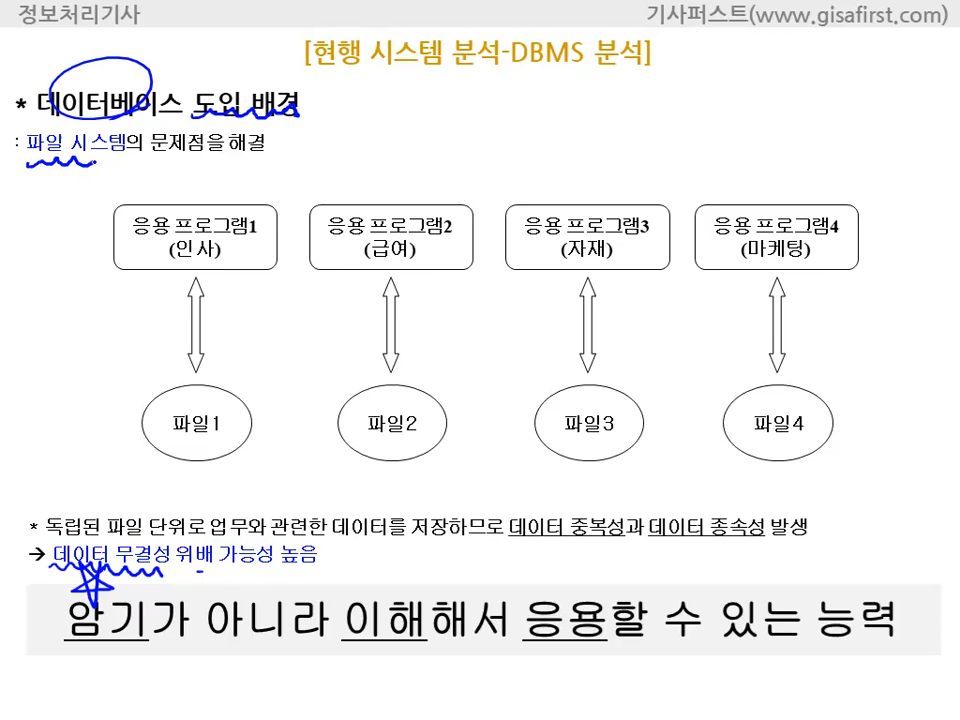 정보처리기사 기사퍼스트(www.gisafirst.com)
[현행 시스템 분석-DBMS 분석]
* 데이터베이스 도입 배경
: 파일 시스템의 문제점을 해결
응용 프로그램1 응용 프로그램2 응용 프로그램3 응용 프로그램4
(인사) (급여) (자재) (마케팅)
파일1 파일2 파일3 파일4
* 독립된 파일 단위로 업무와 관련한 데이터를 저장하므로 데이터 중복성과 데이터 종속성 발생
→ 데이터 무결성 위배 가능성 높음
암기가 아니라 이해해서 응용할 수 있는 능력